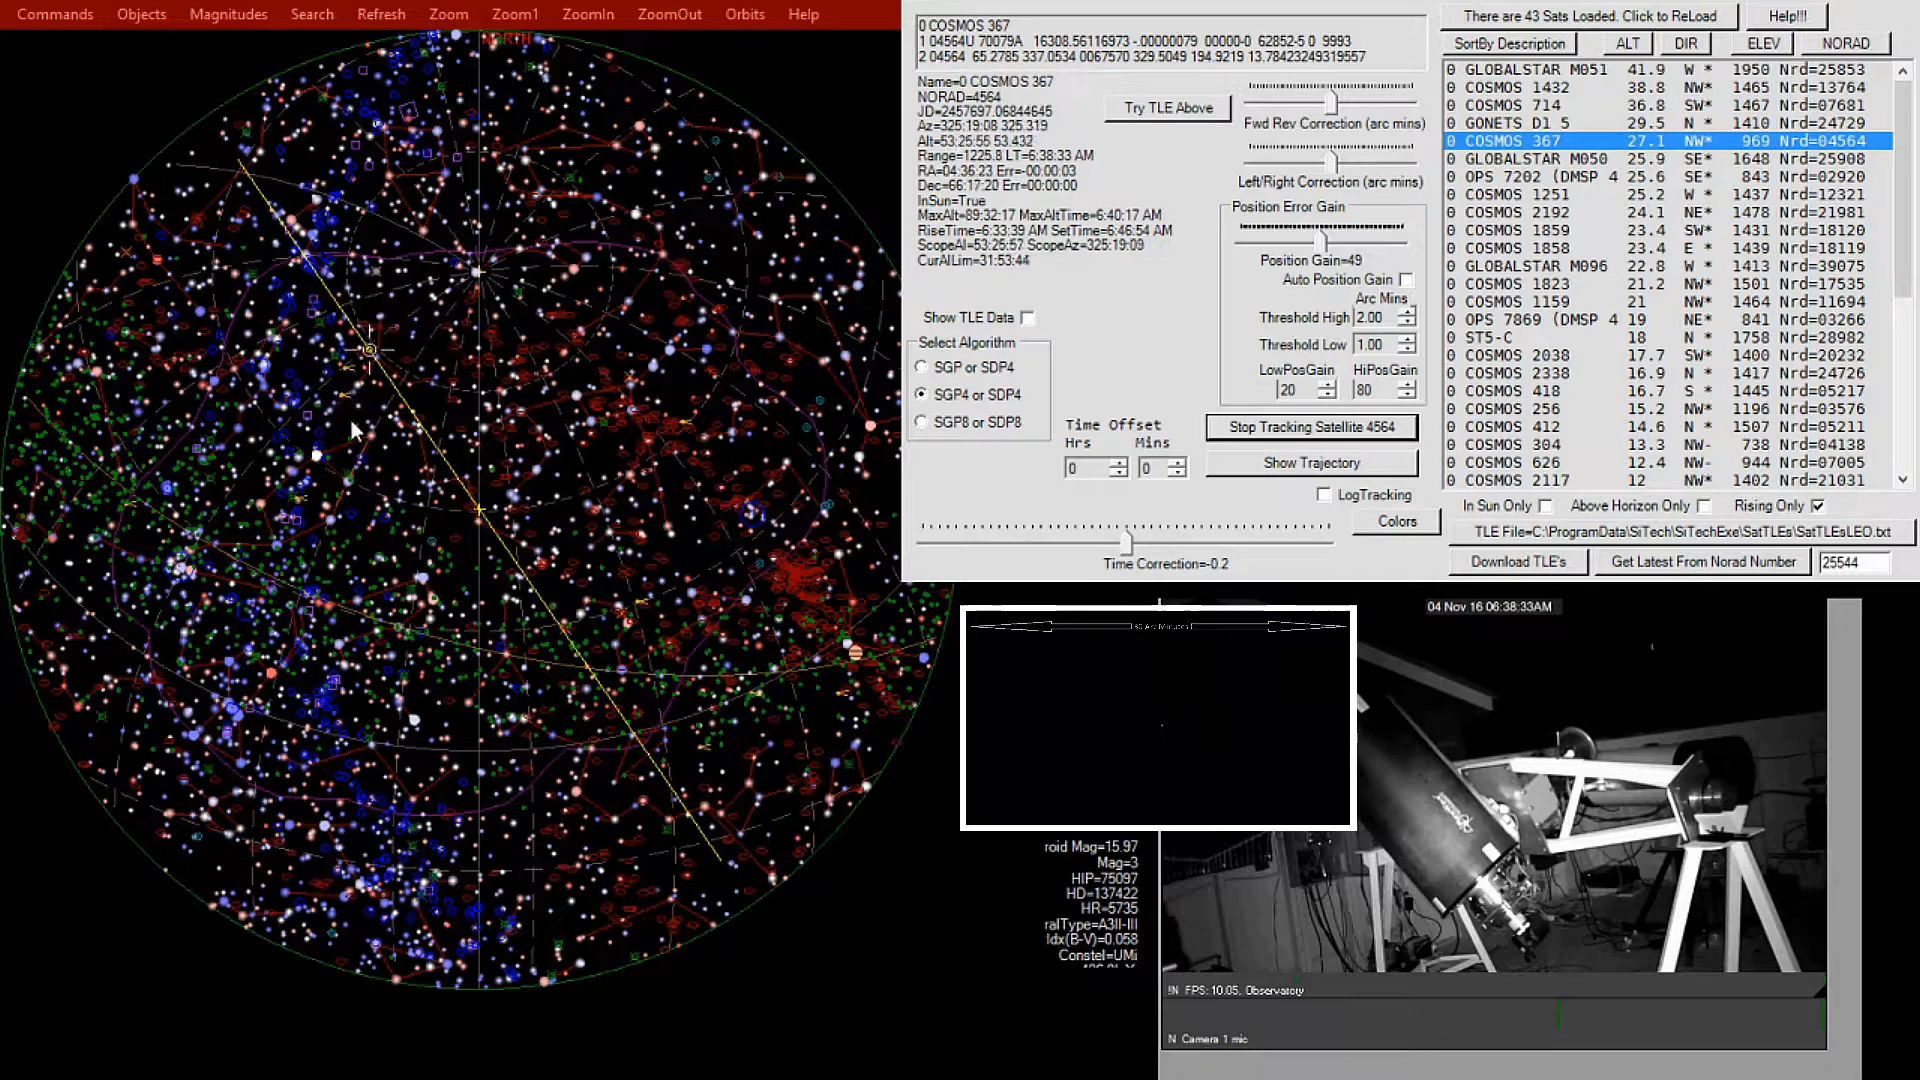 Commands Objects Magnitudes Search Refresh Zoom Zoom1 ZoomIn ZoomOut Orbits Help
NORTH
0 COSMOS 367
1 04564U 70079A 16308.56116973 -.00000079 00000-0 62852-5 0 9993
2 04564 65.2785 337.0534 0067570 329.5049 194.9219 13.78423249319557
Name=0 COSMOS 367
NORAD=4564
JD=2457697.06844645
Az=325:19:08 325.319
Alt=53:25:55 53.432
Range=1225.8 LT=6:38:33 AM
RA=04:36:23 Err=-00:00:03
Dec=66:17:20 Err=-00:00:00
InSun=True
MaxAlt=89:32:17 MaxAltTime=6:40:17 AM
RiseTime=6:33:39 AM SetTime=6:46:54 AM
ScopeAl=53:25:57 ScopeAz=325:19:09
CurAlLim=31:53:44
Try TLE Above
Fwd Rev Correction (arc mins)
Left/Right Correction (arc mins)
Position Error Gain
Position Gain=49
Auto Position Gain
Arc Mins
Threshold High 2.00
Threshold Low 1.00
LowPosGain HiPosGain
20 80
Show TLE Data
Select Algorithm
SGP or SDP4
SGP4 or SDP4
SGP8 or SDP8
Time Offset
Hrs Mins
0 0
Stop Tracking Satellite 4564
Show Trajectory
LogTracking
Colors
Time Correction=-0.2
There are 43 Sats Loaded. Click to ReLoad Help!!!
SortBy Description ALT DIR ELEV NORAD
0 GLOBALSTAR M051 41.9 W * 1950 Nrd=25853
0 COSMOS 1432 38.8 NW* 1465 Nrd=13764
0 COSMOS 714 36.8 SW* 1408 Nrd=07681
0 GONETS D1 5 29.5 N * 1410 Nrd=24729
0 COSMOS 367 27.1 NW* 969 Nrd=04564
0 GLOBALSTAR M050 25.9 SE* 1648 Nrd=25908
0 OPS 7202 (DMSP 4 25.6 SE* 843 Nrd=02920
0 COSMOS 1251 25.2 W * 1437 Nrd=12321
0 COSMOS 2192 24.1 NE* 1478 Nrd=21981
0 COSMOS 1859 23.4 SW* 1431 Nrd=18120
0 COSMOS 1858 23.4 E * 1439 Nrd=18119
0 GLOBALSTAR M096 22.8 W * 1413 Nrd=39075
0 COSMOS 1823 21.2 NW* 1501 Nrd=17535
0 COSMOS 1159 21 NW* 1464 Nrd=11694
0 OPS 7869 (DMSP 4 19 NE* 841 Nrd=03266
0 ST5-C 18 N * 1758 Nrd=28982
0 COSMOS 2038 17.7 SW* 1400 Nrd=20232
0 COSMOS 2338 16.9 N * 1417 Nrd=24726
0 COSMOS 418 16.7 S * 1445 Nrd=05217
0 COSMOS 256 15.2 NW* 1196 Nrd=03576
0 COSMOS 412 14.6 N * 1507 Nrd=05211
0 COSMOS 304 13.3 NW- 738 Nrd=04138
0 COSMOS 626 12.4 NW- 944 Nrd=07005
0 COSMOS 2117 12 NW* 1402 Nrd=21031
In Sun Only Above Horizon Only Rising Only
TLE File=C:\ProgramData\SiTech\SiTechExe\SatTLEs\SatTLEsLEO.txt
Download TLE's Get Latest From Norad Number 25544
30 Arc Minutes
04 Nov 16 06:38:33AM
roid Mag=15.97
Mag=3
HIP=75097
HD=137422
HR=5735
ralType=A3II-III
Idx(B-V)=0.058
Constel=UMi
!N FPS: 10.05, Observatory
N Camera 1 mic